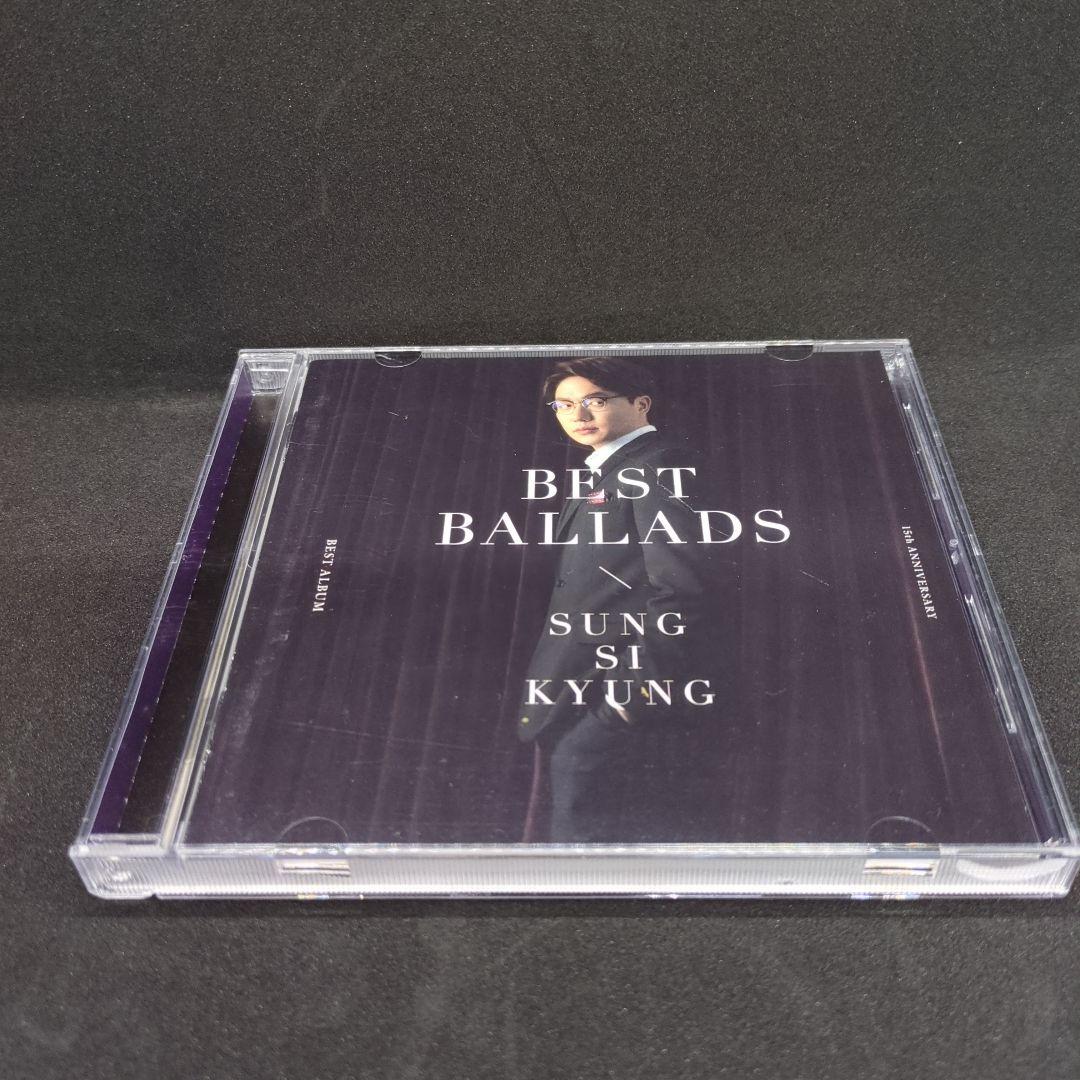 BEST
BALLADS
SUNG
SI
KYUNG
BEST ALBUM
15th ANNIVERSARY